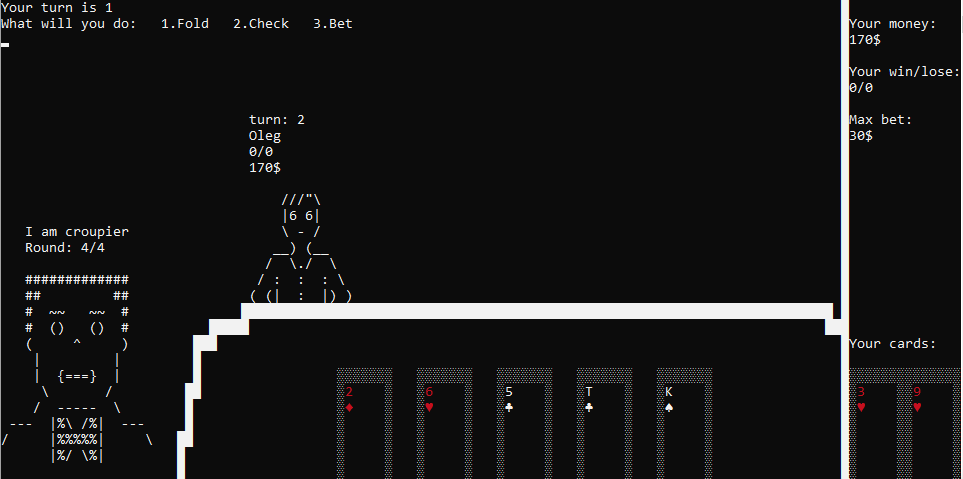 Your turn is 1
What will you do:   1.Fold   2.Check   3.Bet
turn: 2
Oleg
0/0
170$
I am croupier
Round: 4/4
Your money:
170$
Your win/lose:
0/0
Max bet:
30$
Your cards:
2 6 5 T K
♦ ♥ ♣ ♣ ♠
3 9
♥ ♥